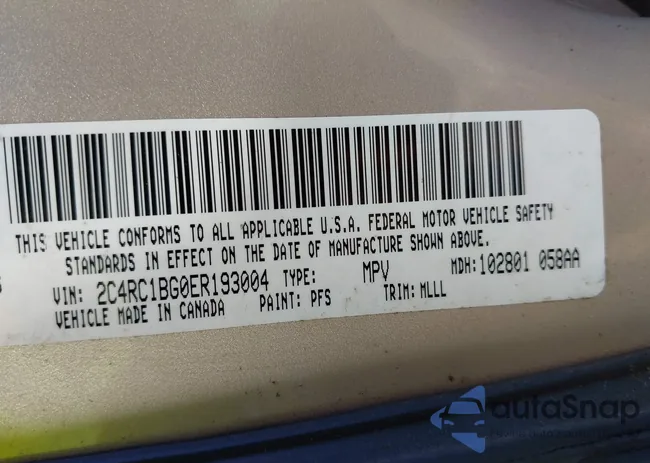 THIS VEHICLE CONFORMS TO ALL APPLICABLE U.S.A. FEDERAL MOTOR VEHICLE SAFETY
STANDARDS IN EFFECT ON THE DATE OF MANUFACTURE SHOWN ABOVE.
VIN: 2C4RC1BG0ER193004 TYPE: MPV MDH: 102801 058AA
VEHICLE MADE IN CANADA PAINT: PFS TRIM: MLLL
autoSnap